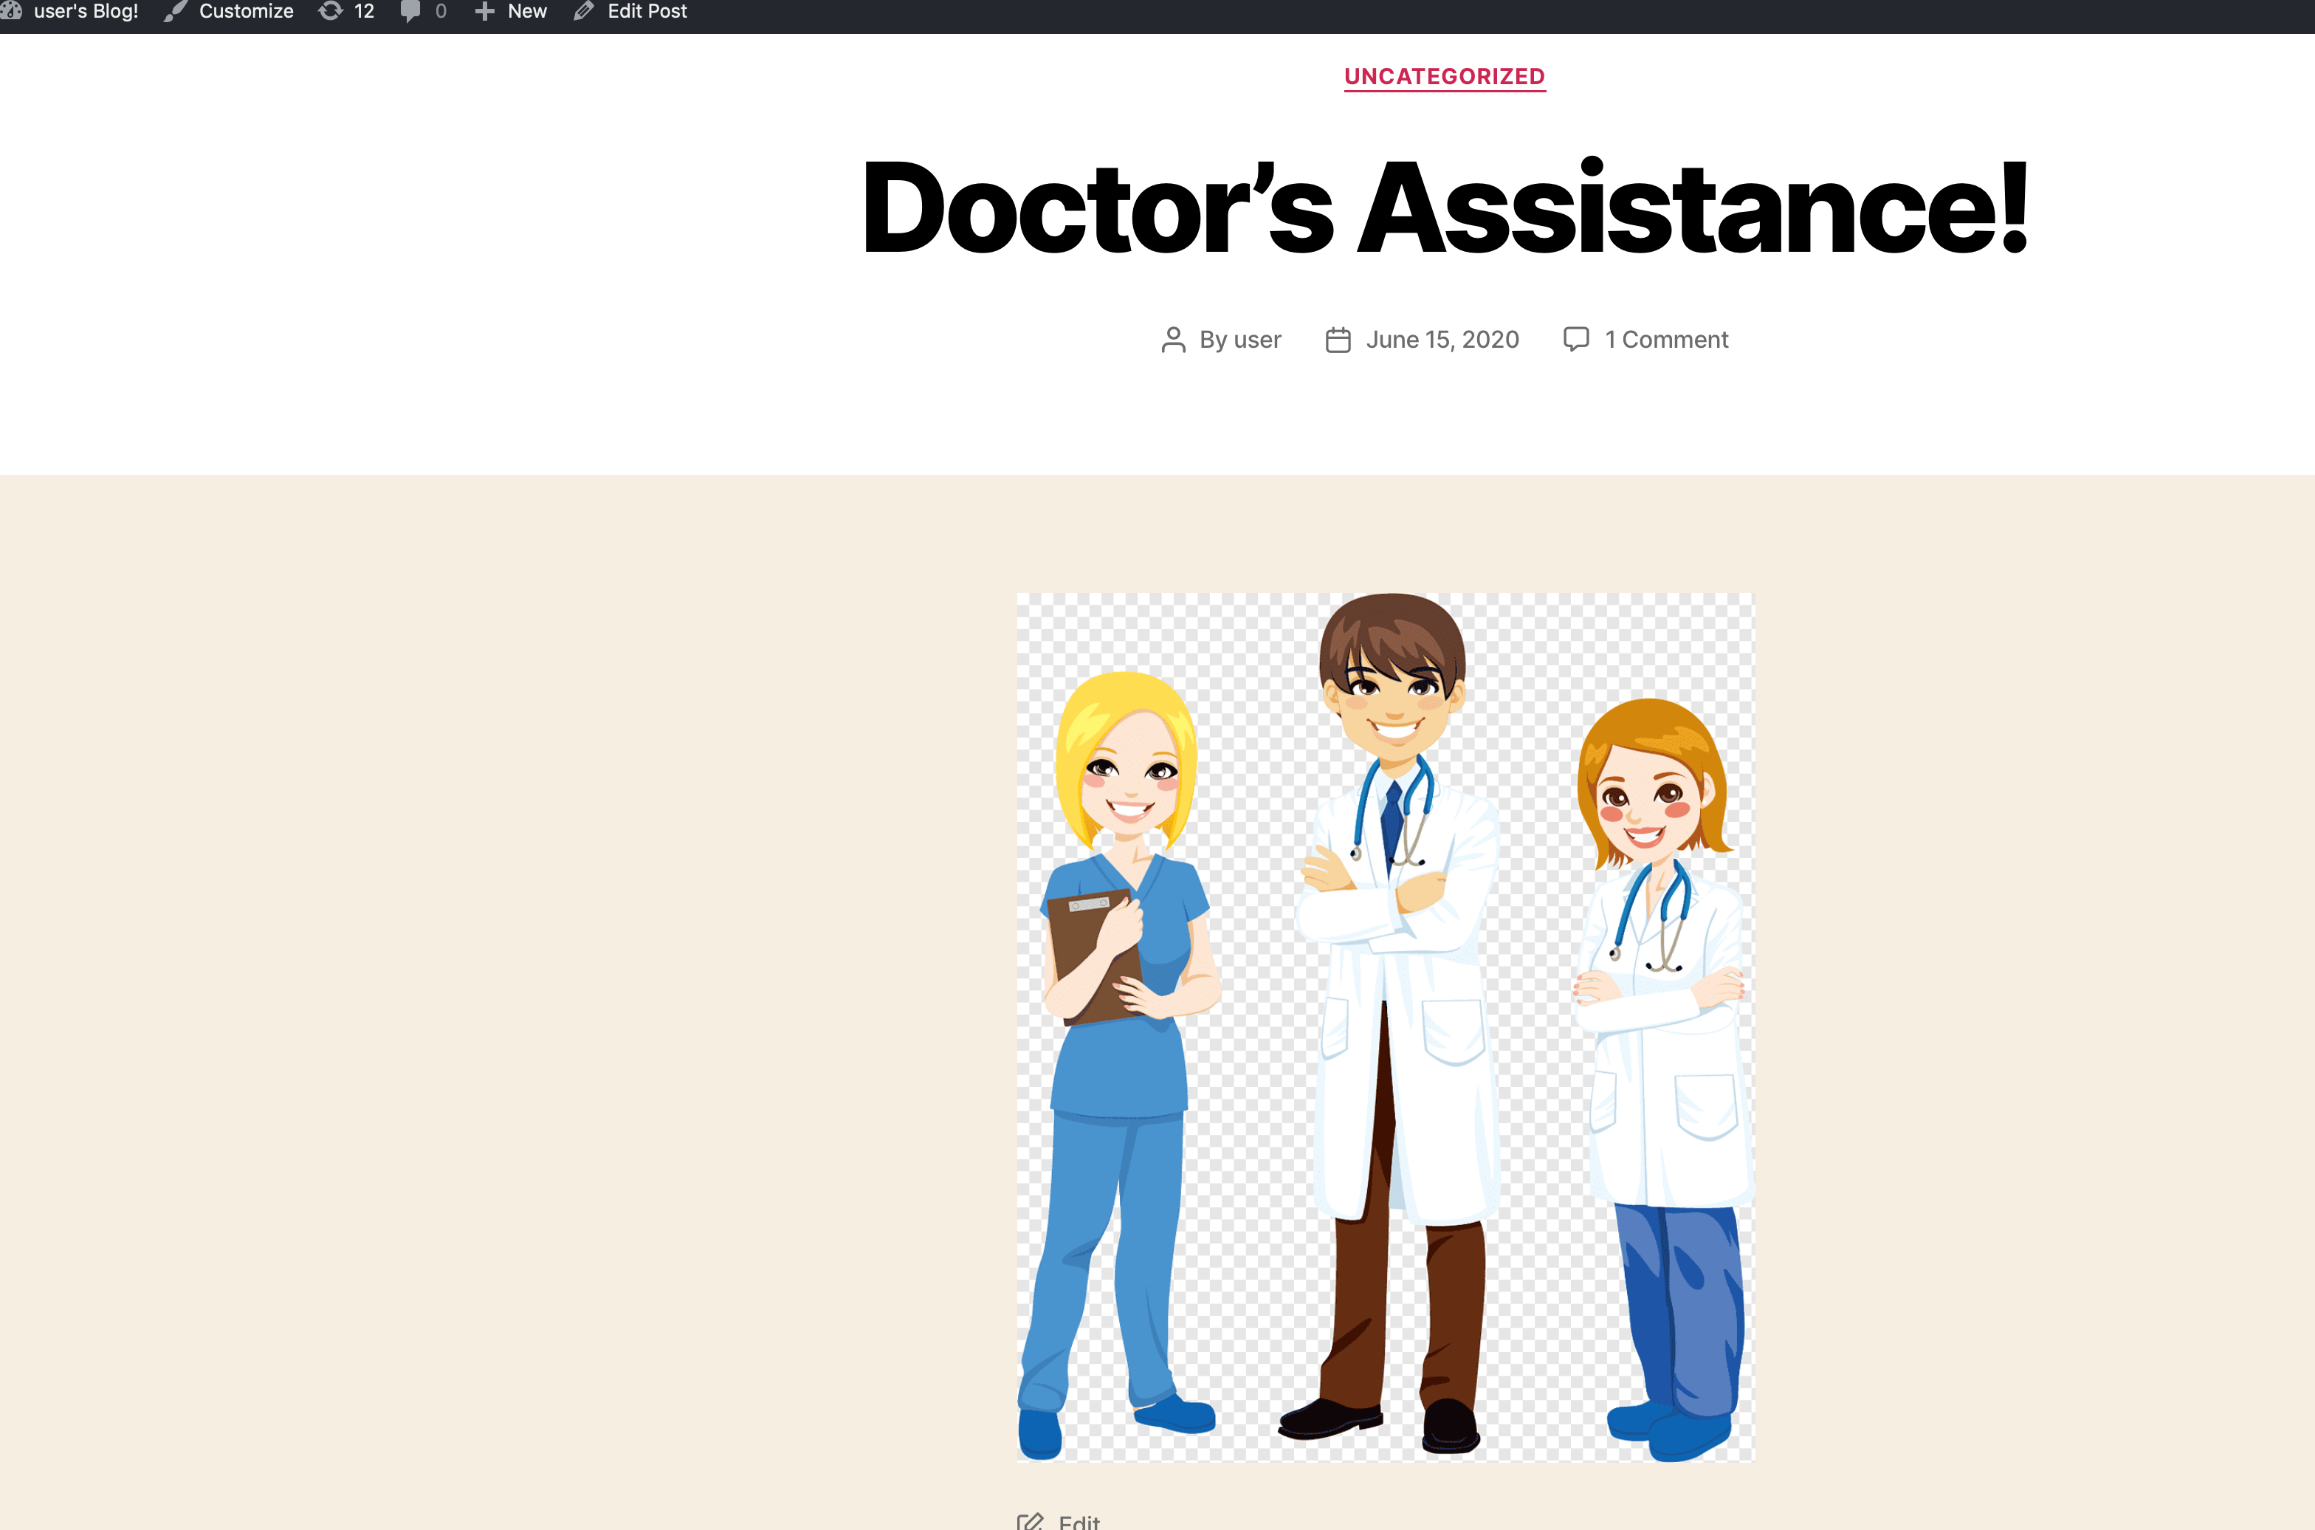 user's Blog! Customize 12 0 New Edit Post
UNCATEGORIZED
Doctor’s Assistance!
By user June 15, 2020 1 Comment
Edit